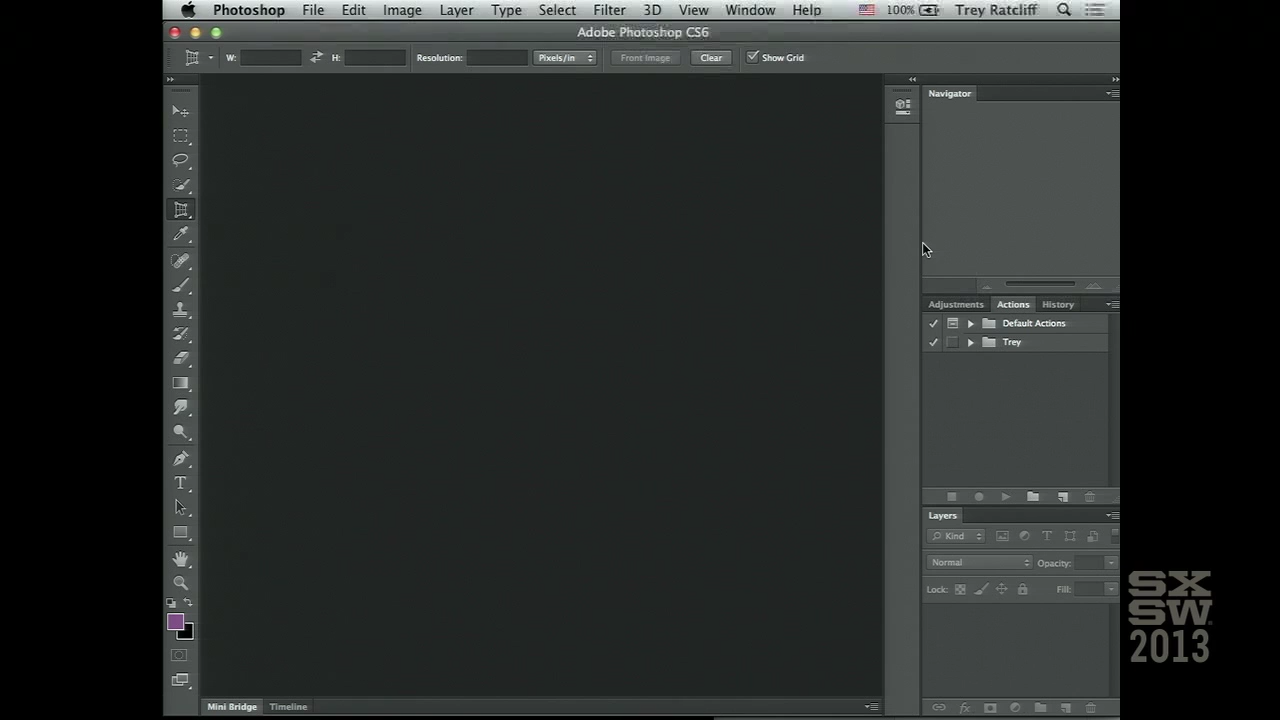 Photoshop File Edit Image Layer Type Select Filter 3D View Window Help 100% Trey Ratcliff
Adobe Photoshop CS6
W: H: Resolution: Pixels/in Front Image Clear Show Grid
Navigator
Adjustments Actions History
Default Actions
Trey
Layers
Kind
Normal Opacity:
Lock: Fill:
Mini Bridge Timeline
SX
SW.
2013